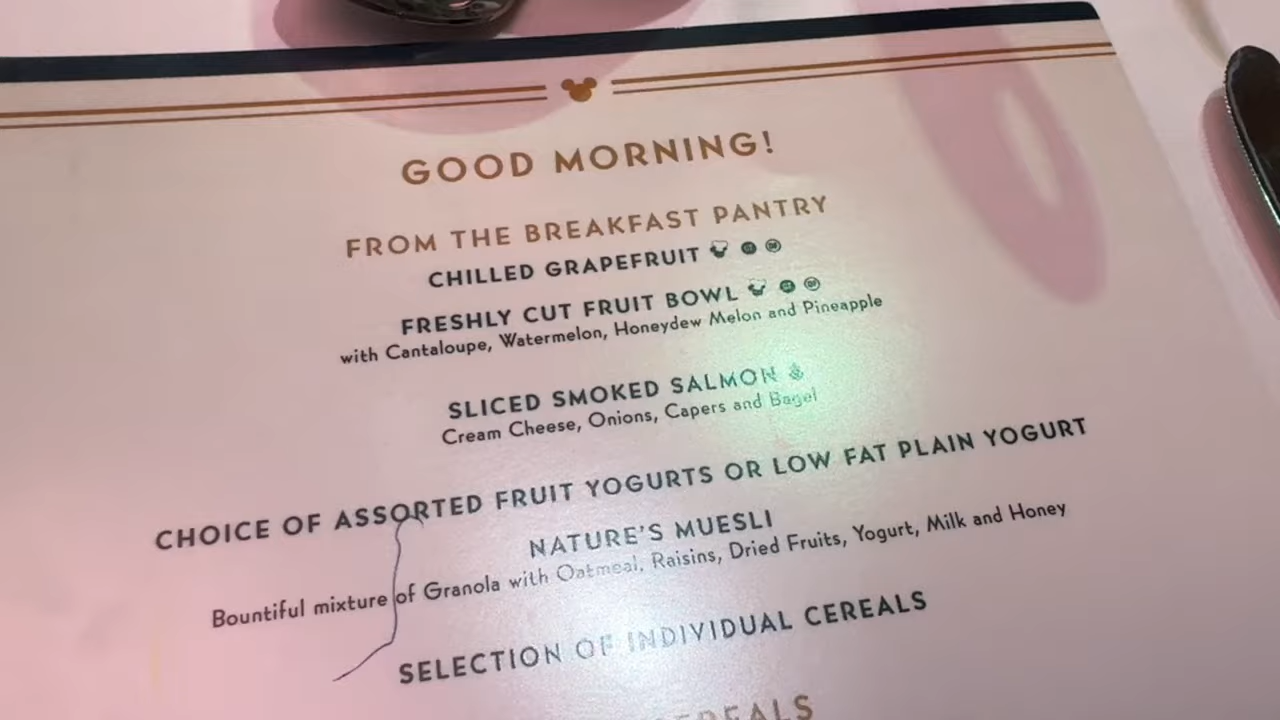 GOOD MORNING!
FROM THE BREAKFAST PANTRY
CHILLED GRAPEFRUIT
FRESHLY CUT FRUIT BOWL
with Cantaloupe, Watermelon, Honeydew Melon and Pineapple
SLICED SMOKED SALMON
Cream Cheese, Onions, Capers and Bagel
CHOICE OF ASSORTED FRUIT YOGURTS OR LOW FAT PLAIN YOGURT
NATURE'S MUESLI
Bountiful mixture of Granola with Oatmeal, Raisins, Dried Fruits, Yogurt, Milk and Honey
SELECTION OF INDIVIDUAL CEREALS